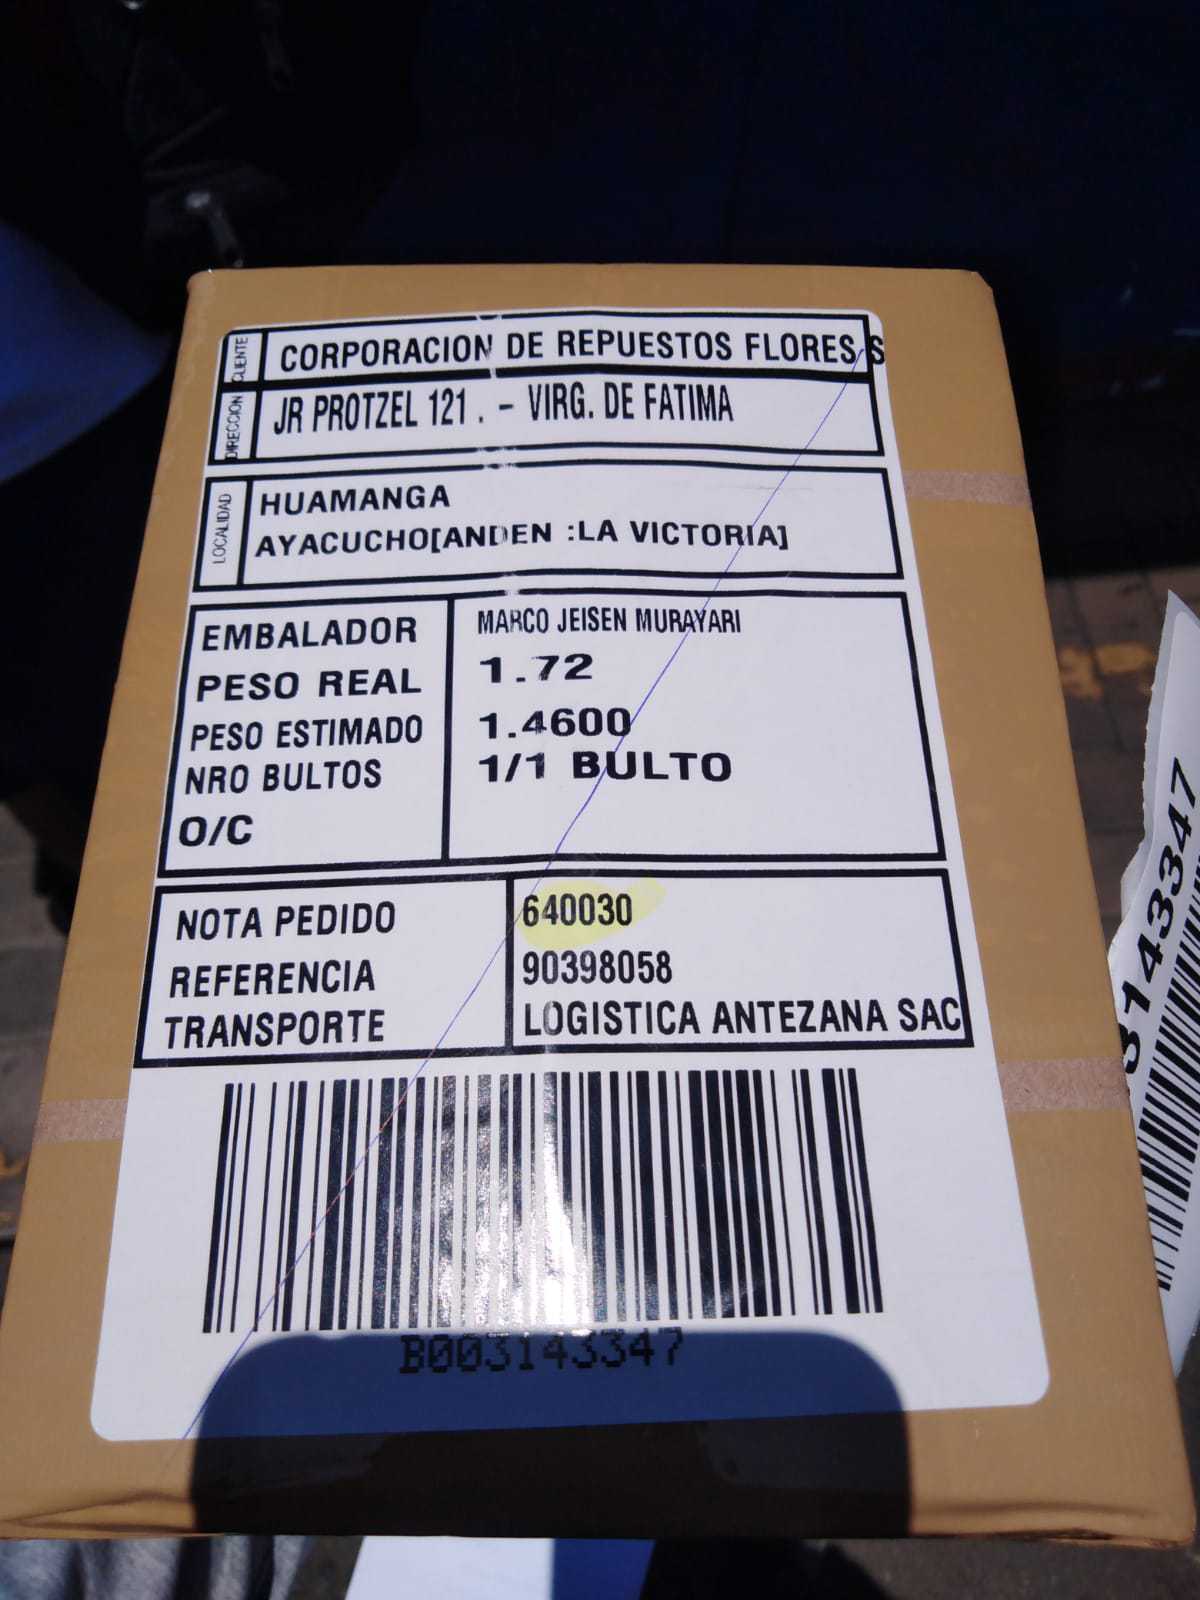 CLIENTE CORPORACION DE REPUESTOS FLORES S
DIRECCION JR PROTZEL 121 . - VIRG. DE FATIMA
LOCALIDAD HUAMANGA
AYACUCHO[ANDEN :LA VICTORIA]
EMBALADOR MARCO JEISEN MURAYARI
PESO REAL 1.72
PESO ESTIMADO 1.4600
NRO BULTOS 1/1 BULTO
O/C
NOTA PEDIDO 640030
REFERENCIA 90398058
TRANSPORTE LOGISTICA ANTEZANA SAC
B003143347
3143347